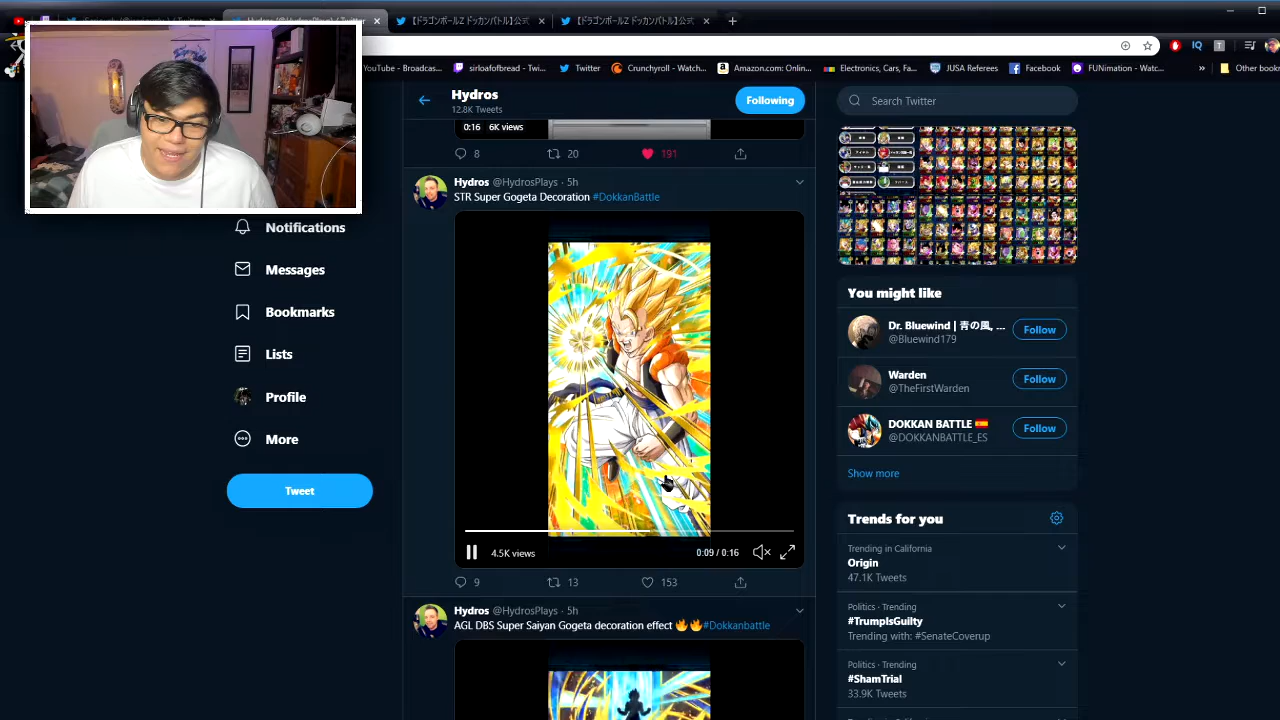 Hydros (@HydrosPlays) / Twitter
【ドラゴンボールZ ドッカンバトル】公式
【ドラゴンボールZ ドッカンバトル】公式
YouTube - Broadcas...
sirloafofbread - Twi...
Twitter
Crunchyroll - Watch...
Amazon.com: Onlin...
Electronics, Cars, Fa...
JUSA Referees
Facebook
FUNimation - Watc...
»
Other book
Hydros
12.8K Tweets
Following
Search Twitter
0:16 6K views
8 20 191
Hydros @HydrosPlays · 5h
STR Super Gogeta Decoration #DokkanBattle
4.5K views
0:09 / 0:16
9 13 153
Hydros @HydrosPlays · 5h
AGL DBS Super Saiyan Gogeta decoration effect 🔥🔥#Dokkanbattle
Notifications
Messages
Bookmarks
Lists
Profile
More
Tweet
You might like
Dr. Bluewind | 青の風, ...
@Bluewind179
Follow
Warden
@TheFirstWarden
Follow
DOKKAN BATTLE 🇪🇸
@DOKKANBATTLE_ES
Follow
Show more
Trends for you
Trending in California
Origin
47.1K Tweets
Politics · Trending
#TrumpIsGuilty
Trending with: #SenateCoverup
Politics · Trending
#ShamTrial
33.9K Tweets